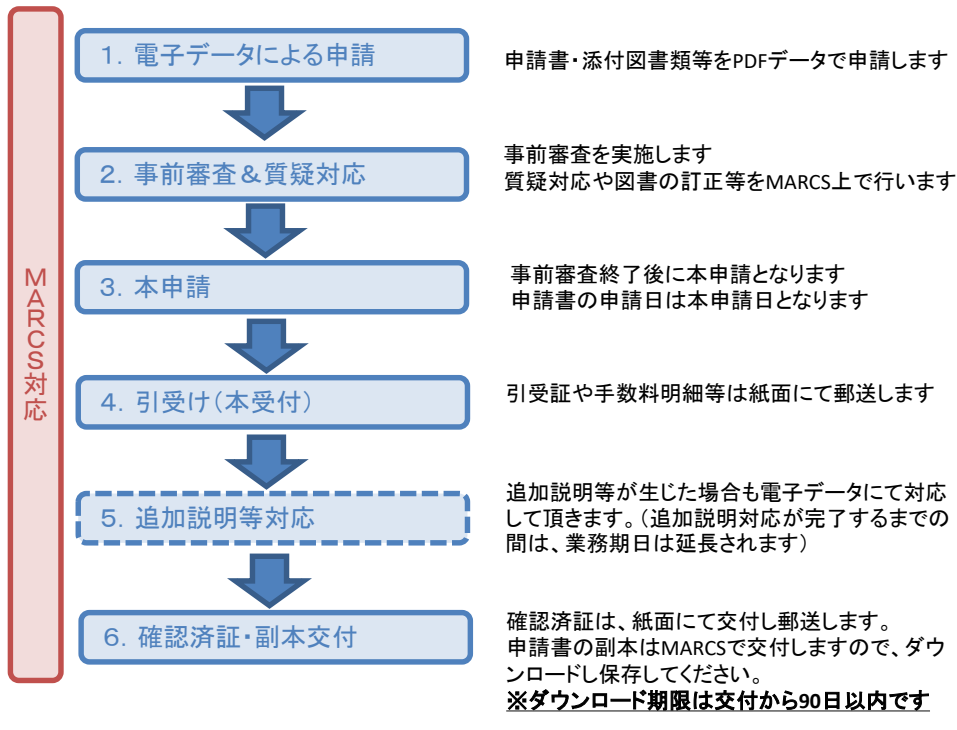 MARCS対応
１．電子データによる申請
申請書・添付図書類等をPDFデータで申請します
２．事前審査＆質疑対応
事前審査を実施します
質疑対応や図書の訂正等をMARCS上で行います
３．本申請
事前審査終了後に本申請となります
申請書の申請日は本申請日となります
４．引受け（本受付）
引受証や手数料明細等は紙面にて郵送します
５．追加説明等対応
追加説明等が生じた場合も電子データにて対応
して頂きます。（追加説明対応が完了するまでの
間は、業務期日は延長されます）
６．確認済証・副本交付
確認済証は、紙面にて交付し郵送します。
申請書の副本はMARCSで交付しますので、ダウ
ンロードし保存してください。
※ダウンロード期限は交付から90日以内です